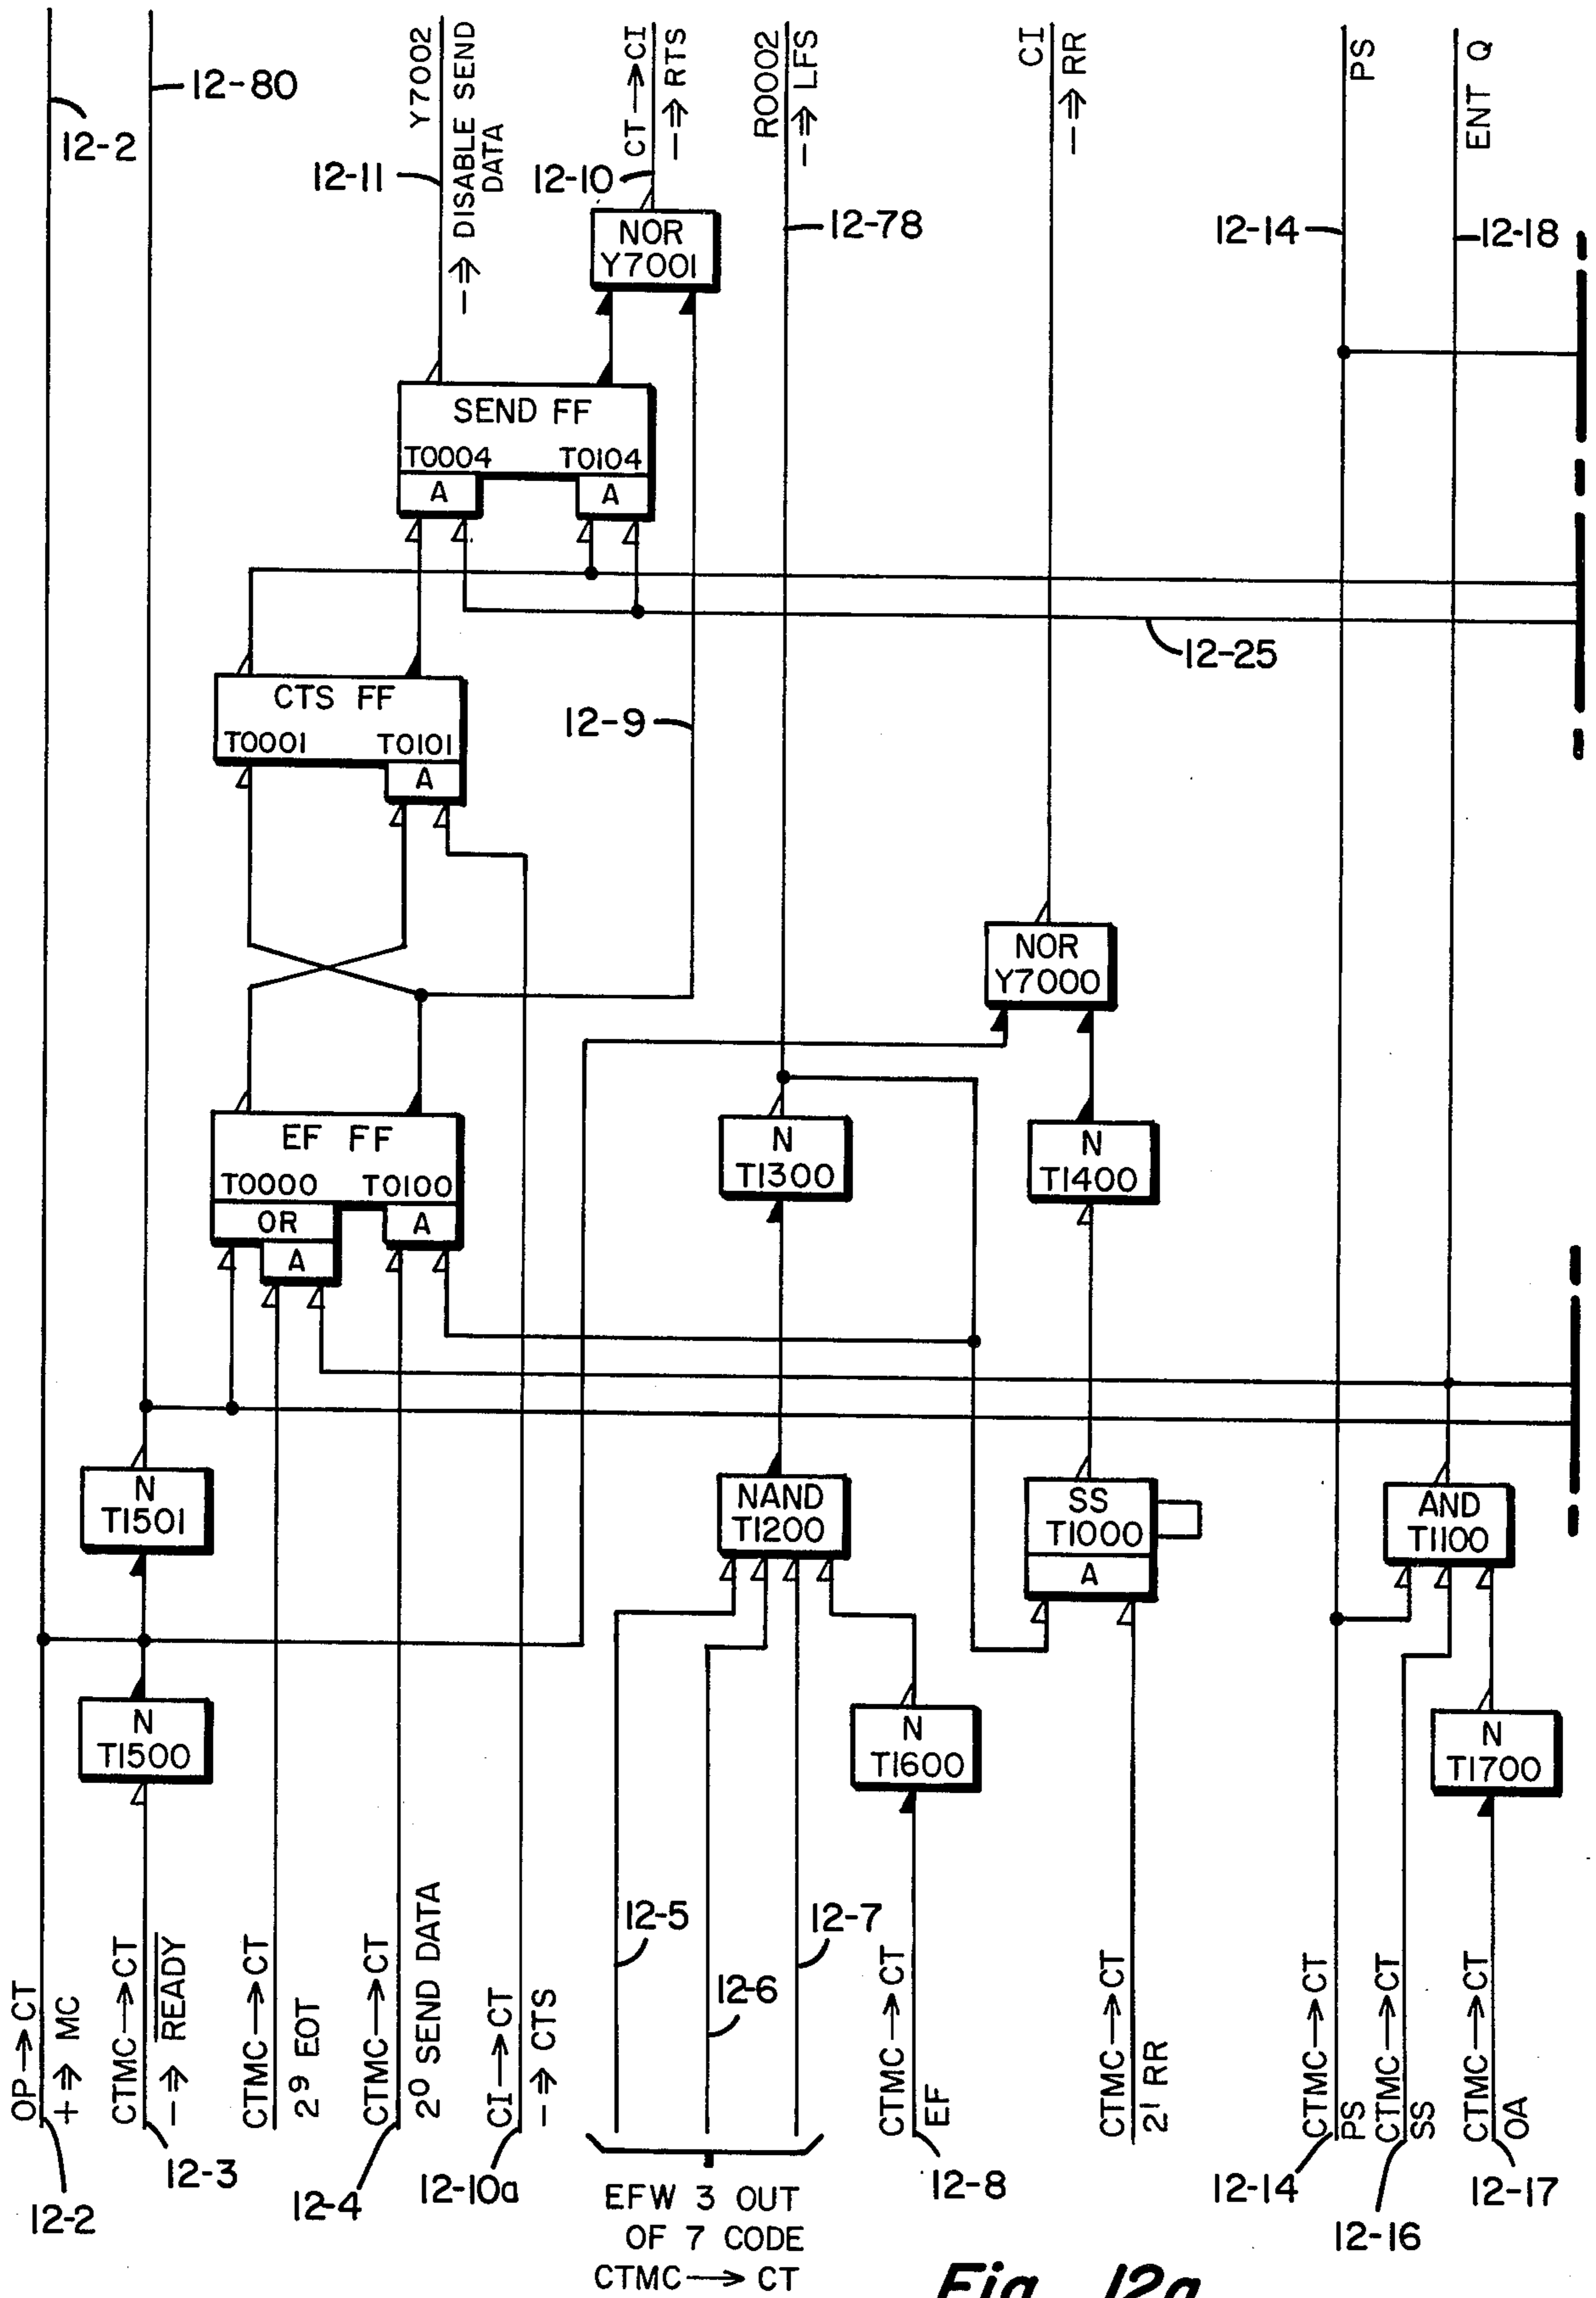 12-2
12-80
Y7002
—⇒ DISABLE SEND
DATA
12-11
CT→CI
—⇒ RTS
12-10
R0002
—⇒ LFS
12-78
CI
—⇒ RR
PS
12-14
ENT Q
12-18
NOR
Y7001
SEND FF
T0004 T0104
A A
12-25
CTS FF
T0001 T0101
A
12-9
NOR
Y7000
EF FF
T0000 T0100
OR A
A
N
T1300
N
T1400
N
T1501
NAND
T1200
SS
T1000
A
AND
T1100
N
T1500
N
T1600
N
T1700
OP→CT
+⇒ MC
12-2
CTMC→CT
—⇒ READY
12-3
CTMC→CT
2⁹ EOT
CTMC→CT
2⁰ SEND DATA
12-4
CI→CT
—⇒ CTS
12-10a
12-5
12-6
12-7
EFW 3 OUT
OF 7 CODE
CTMC→CT
CTMC→CT
EF
12-8
CTMC→CT
2¹ RR
CTMC→CT
PS
12-14
CTMC→CT
SS
12-16
CTMC→CT
OA
12-17
Fig. 12a